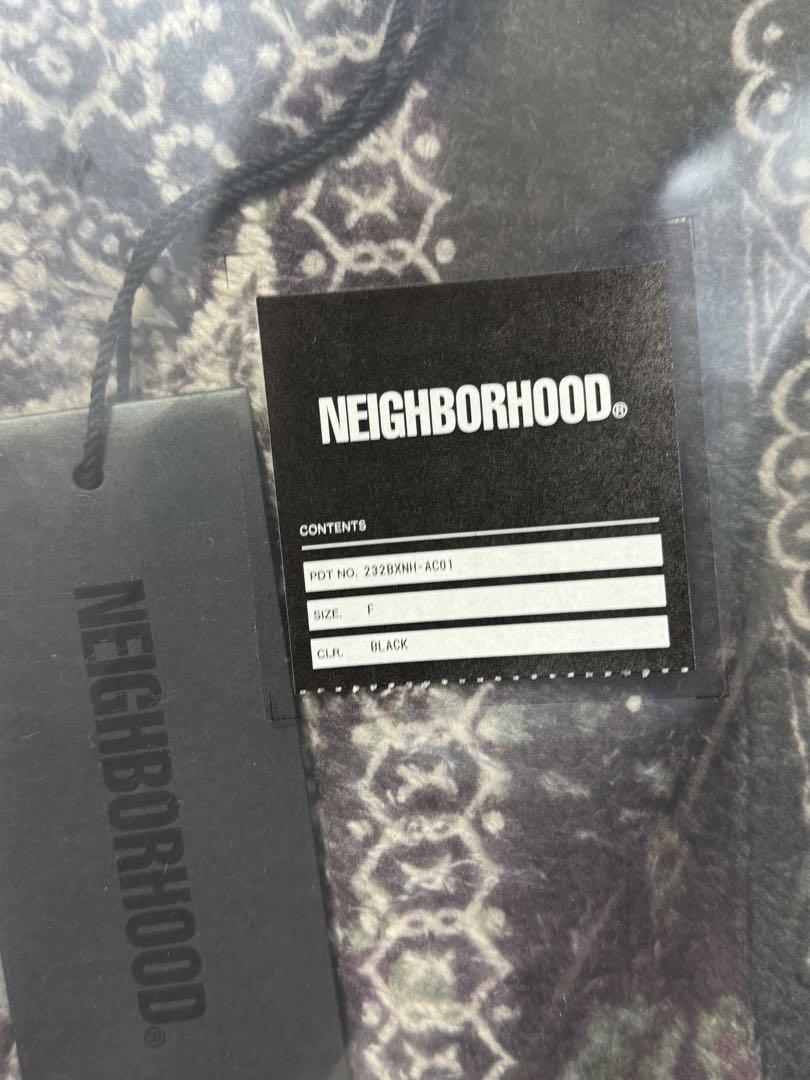 NEIGHBORHOOD®
CONTENTS
PDT NO. 232BXNH-AC01
SIZE. F
CLR. BLACK
NEIGHBORHOOD®